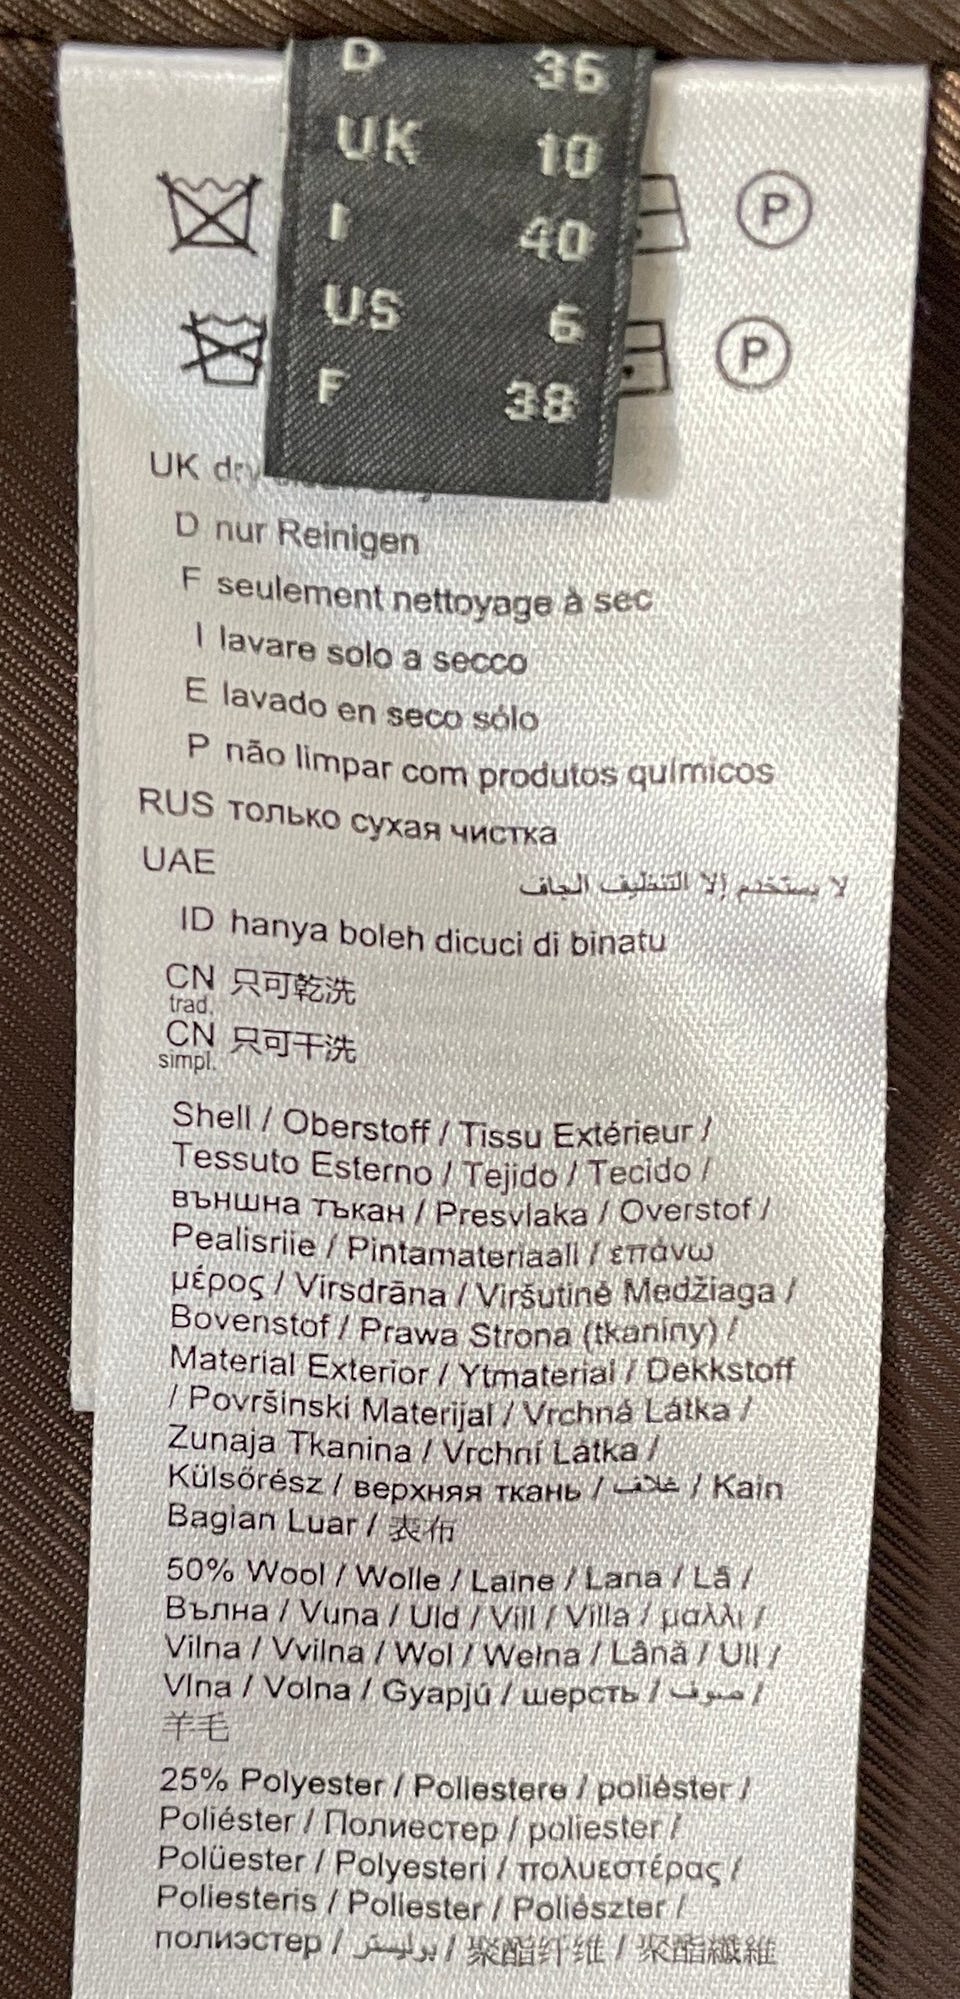 D 36
UK 10
I 40
US 6
F 38
P
P
UK dry
D nur Reinigen
F seulement nettoyage à sec
I lavare solo a secco
E lavado en seco sólo
P não limpar com produtos químicos
RUS только сухая чистка
UAE لا يستخدم إلا التنظيف الجاف
ID hanya boleh dicuci di binatu
CN trad. 只可乾洗
CN simpl. 只可干洗
Shell / Oberstoff / Tissu Extérieur /
Tessuto Esterno / Tejido / Tecido /
външна тъкан / Presvlaka / Overstof /
Pealisriie / Pintamateriaali / επάνω
μέρος / Virsdrāna / Viršutinė Medžiaga /
Bovenstof / Prawa Strona (tkaniny) /
Material Exterior / Ytmaterial / Dekkstoff
/ Površinski Materijal / Vrchná Látka /
Zunaja Tkanina / Vrchní Látka /
Külsőrész / верхняя ткань / غلاف / Kain
Bagian Luar / 表布
50% Wool / Wolle / Laine / Lana / Lã /
Вълна / Vuna / Uld / Vill / Villa / μαλλι /
Vilna / Vvilna / Wol / Wełna / Lână / Ull /
Vlna / Volna / Gyapjú / шерсть / صوف /
羊毛
25% Polyester / Poliestere / poliéster /
Poliéster / Полиестер / poliester /
Polüester / Polyesteri / πολυεστέρας /
Poliesteris / Poliester / Poliészter /
полиэстер / بوليستر / 聚酯纤维 / 聚酯纖維